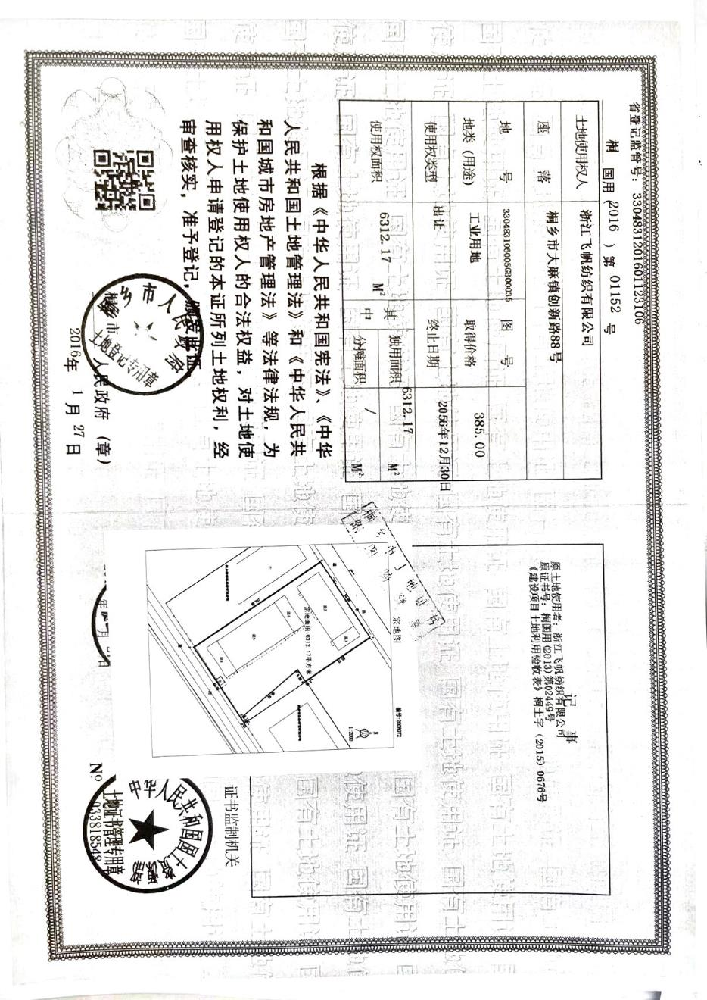 省登记监管号：330483120160112З106
桐 国用（2016）第 01152 号
土地使用权人 浙江飞帆纺织有限公司
座 落 桐乡市大麻镇创新路88号
地 号 330483106005GB00035 图 号
地类（用途） 工业用地 取得价格 385.00
使用权类型 出让 终止日期 2056年12月30日
使用权面积 6312.17 M² 其中 独用面积 6312.17 M²
分摊面积 / M²
根据《中华人民共和国宪法》、《中华
人民共和国土地管理法》和《中华人民共
和国城市房地产管理法》等法律法规，为
保护土地使用权人的合法权益，对土地使
用权人申请登记的本证所列土地权利，经
审查核实，准予登记，颁发此证。
桐乡市人民政府（章）
2016年 1 月 27 日
桐乡市人民政府
土地登记专用章
记 事
原土地使用者：浙江飞帆纺织有限公司
原证书号：桐国用(2013)第02449号
《建设项目土地利用验收表》桐土字（2015）0676号
宗地图
编号:2008072
宗地面积:6312.17平方米
N
1:2000
证书监制机关
中华人民共和国国土资源部
土地证书管理专用章
№ 033818548